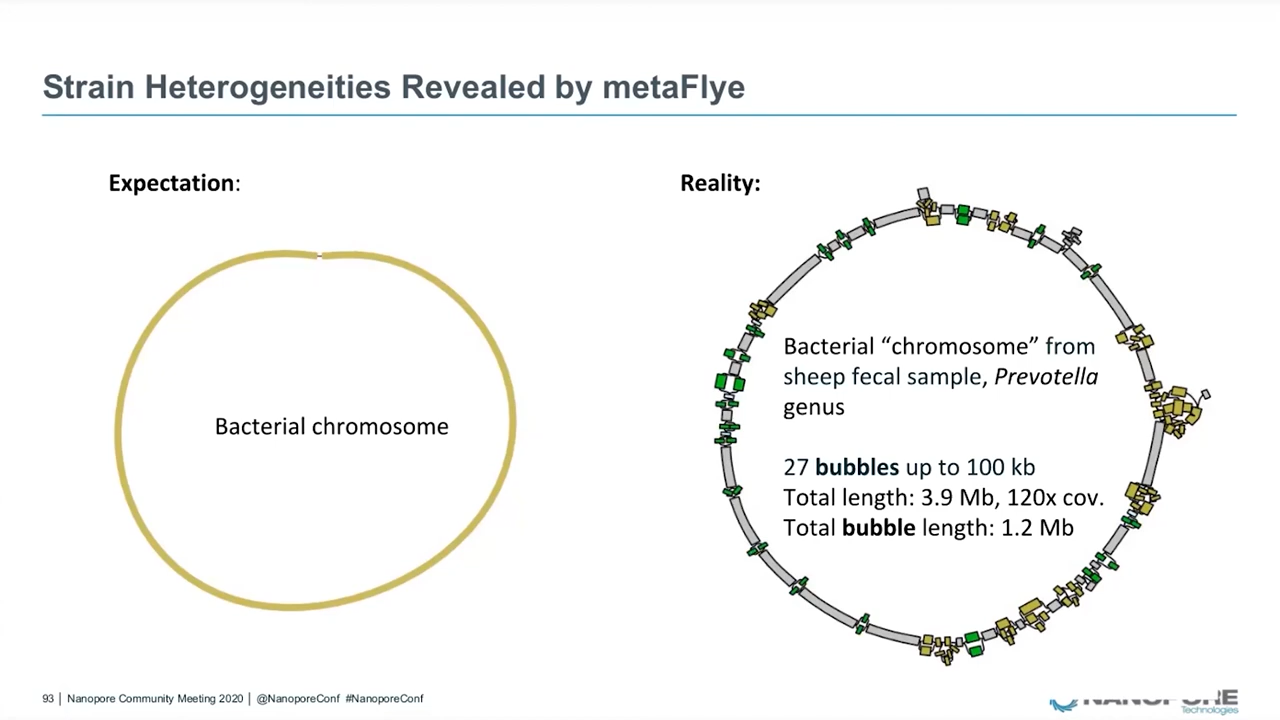 Strain Heterogeneities Revealed by metaFlye
Expectation:
Reality:
Bacterial chromosome
Bacterial “chromosome” from
sheep fecal sample, Prevotella
genus
27 bubbles up to 100 kb
Total length: 3.9 Mb, 120x cov.
Total bubble length: 1.2 Mb
93 | Nanopore Community Meeting 2020 | @NanoporeConf #NanoporeConf
NANOPORE
Technologies